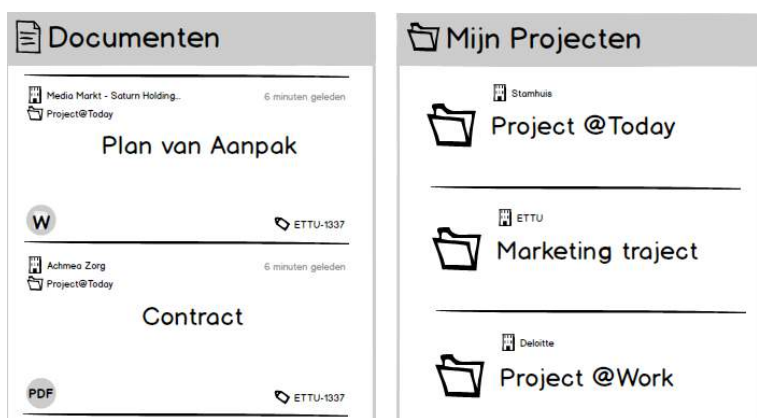 Documenten
Media Markt - Saturn Holding...
6 minuten geleden
Project@Today
Plan van Aanpak
W
ETTU-1337
Achmea Zorg
6 minuten geleden
Project@Today
Contract
PDF
ETTU-1337
Mijn Projecten
Stamhuis
Project @Today
ETTU
Marketing traject
Deloitte
Project @Work